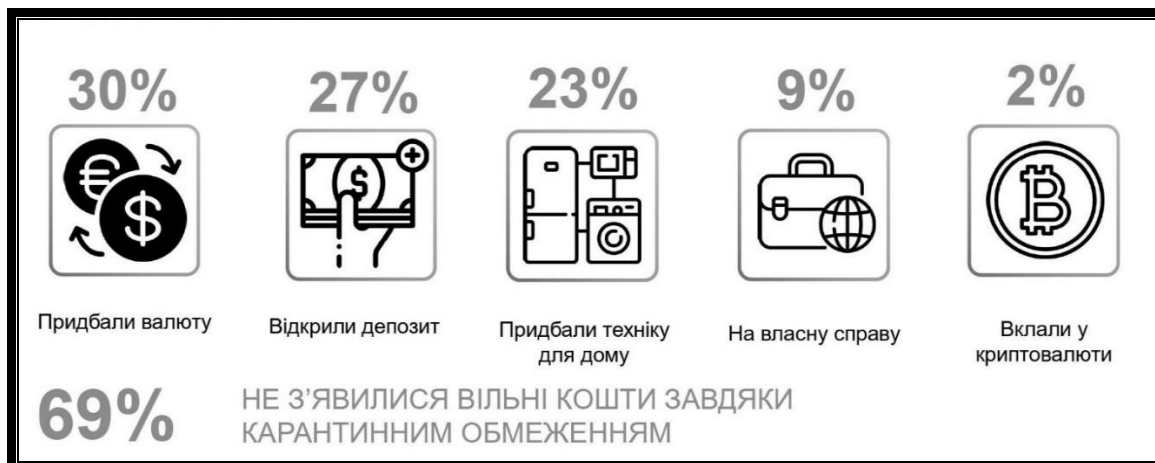 30%
27%
23%
9%
2%
Придбали валюту
Відкрили депозит
Придбали техніку
для дому
На власну справу
Вклали у
криптовалюти
69%
НЕ З’ЯВИЛИСЯ ВІЛЬНІ КОШТИ ЗАВДЯКИ
КАРАНТИННИМ ОБМЕЖЕННЯМ